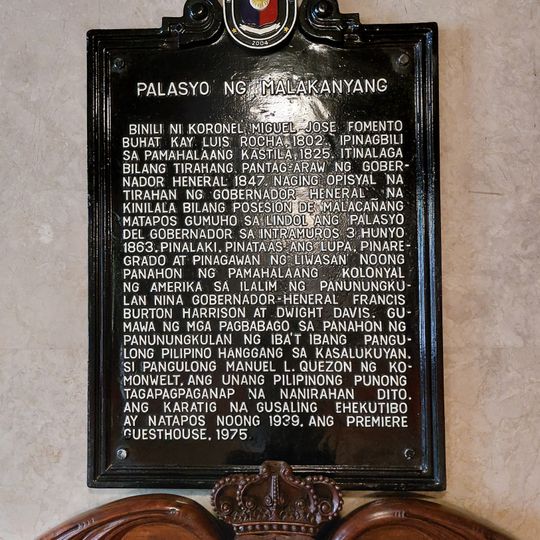 2004
PALASYO NG MALAKANYANG
BINILI NI KORONEL MIGUEL JOSE FOMENTO
BUHAT KAY LUIS ROCHA, 1802. IPINAGBILI
SA PAMAHALAANG KASTILA, 1825. ITINALAGA
BILANG TIRAHANG PANTAG-ARAW NG GOBER-
NADOR HENERAL 1847. NAGING OPISYAL NA
TIRAHAN NG GOBERNADOR HENERAL NA
KINILALA BILANG POSESION DE MALACAÑANG
MATAPOS GUMUHO SA LINDOL ANG PALASYO
DEL GOBERNADOR SA INTRAMUROS 3 HUNYO
1863. PINALAKI, PINATAAS ANG LUPA, PINARE-
GRADO AT PINAGAWAN NG LIWASAN NOONG
PANAHON NG PAMAHALAANG KOLONYAL
NG AMERIKA SA ILALIM NG PANUNUNGKU-
LAN NINA GOBERNADOR-HENERAL FRANCIS
BURTON HARRISON AT DWIGHT DAVIS. GU-
MAWA NG MGA PAGBABAGO SA PANAHON NG
PANUNUNGKULAN NG IBA'T IBANG PANGU-
LONG PILIPINO HANGGANG SA KASALUKUYAN.
SI PANGULONG MANUEL L. QUEZON NG KO-
MONWELT, ANG UNANG PILIPINONG PUNONG
TAGAPAGPAGANAP NA NANIRAHAN DITO.
ANG KARATIG NA GUSALING EHEKUTIBO
AY NATAPOS NOONG 1939, ANG PREMIERE
GUESTHOUSE, 1975.